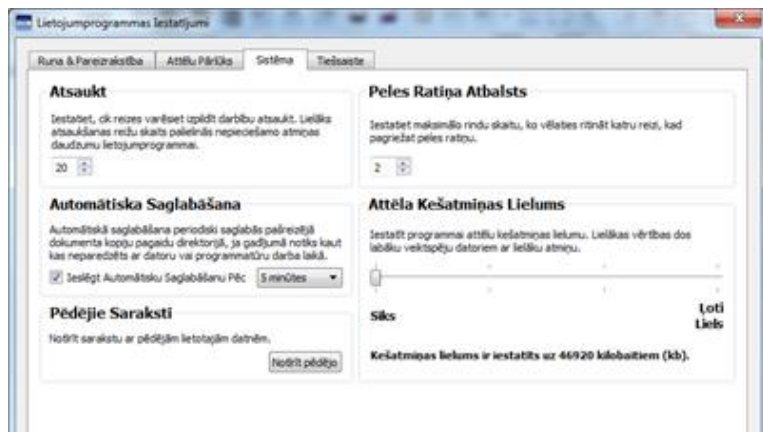 Lietojumprogrammas Iestatījumi
Runa & Pareizrakstība
Attēlu Pārlūks
Sistēma
Tiešsaiste
Atsaukt
Iestatiet, cik reizes varēsiet izpildīt darbību atsaukt. Lielāks
atsaukšanas reižu skaits palielinās nepieciešamo atmiņas
daudzumu lietojumprogrammai.
20
Automātiska Saglabāšana
Automātiskā saglabāšana periodiski saglabās pašreizējā
dokumenta kopiju pagaidu direktorijā, ja gadījumā notiks kaut
kas neparedzēts ar datoru vai programmatūru darba laikā.
Ieslēgt Automātisku Saglabāšanu Pēc
5 minūtes
Pēdējie Saraksti
Notīrīt sarakstu ar pēdējām lietotajām datnēm.
Notīrīt pēdējo
Peles Ratiņa Atbalsts
Iestatiet maksimālo rindu skaitu, ko vēlaties ritināt katru reizi, kad
pagriežat peles ratiņu.
2
Attēla Kešatmiņas Lielums
Iestatīt programmai attēlu kešatmiņas lielumu. Lielākas vērtības dos
labāku veiktspēju datoriem ar lielāku atmiņu.
Sīks
Ļoti
Liels
Kešatmiņas lielums ir iestatīts uz 46920 kilobaitiem (kb).